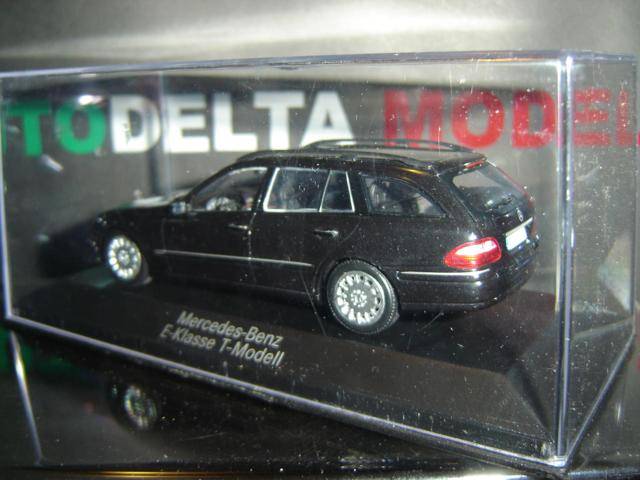 TODELTA MODEL
Mercedes-Benz
E-Klasse T-Modell